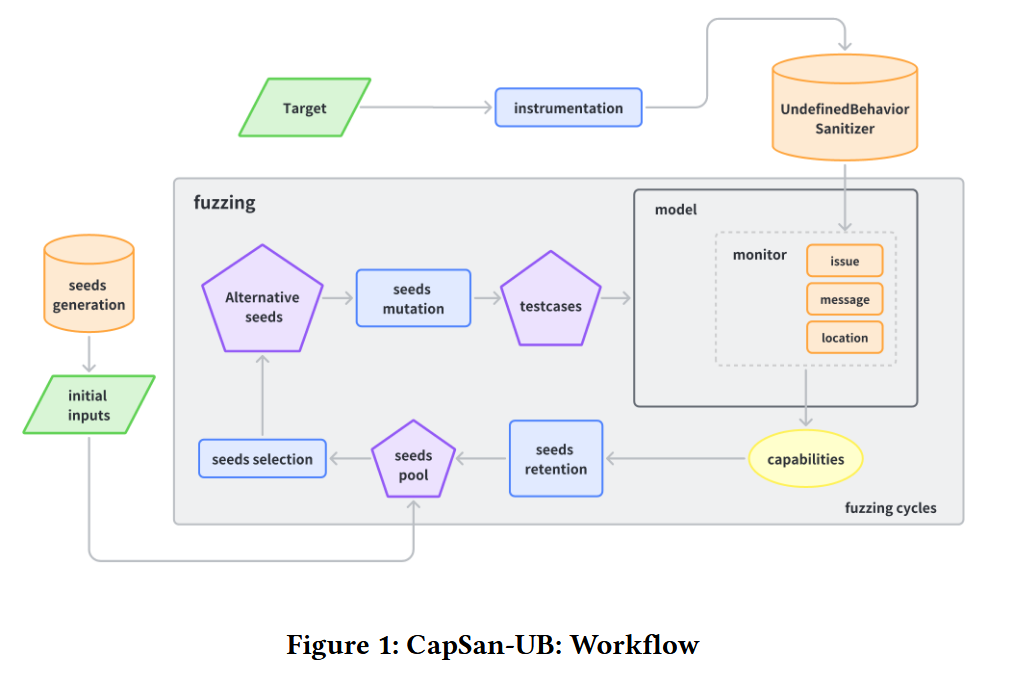 Target
instrumentation
UndefinedBehavior
Sanitizer
fuzzing
model
monitor
issue
message
location
seeds
generation
Alternative
seeds
seeds
mutation
testcases
initial
inputs
seeds selection
seeds
pool
seeds
retention
capabilities
fuzzing cycles
Figure 1: CapSan-UB: Workflow